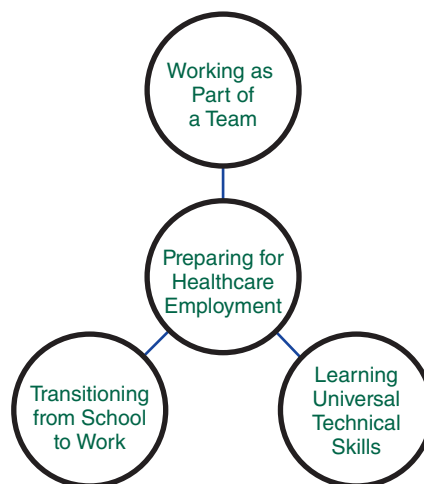 Working as
Part of
a Team
Preparing for
Healthcare
Employment
Transitioning
from School
to Work
Learning
Universal
Technical
Skills